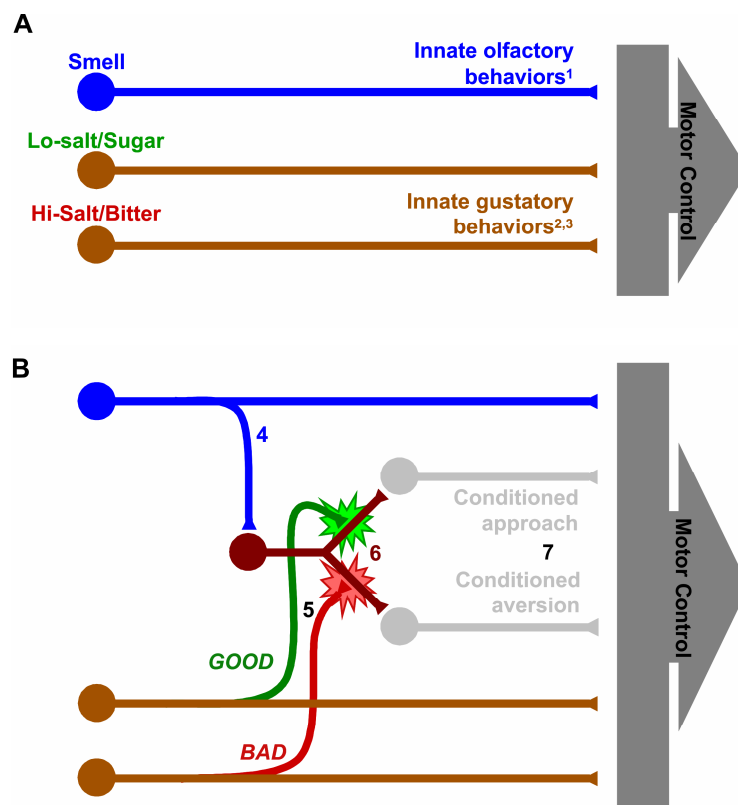 A
Smell
Innate olfactory
behaviors¹
Lo-salt/Sugar
Hi-Salt/Bitter
Innate gustatory
behaviors²,³
Motor Control
B
4
Conditioned
approach
6
7
Conditioned
aversion
5
GOOD
BAD
Motor Control